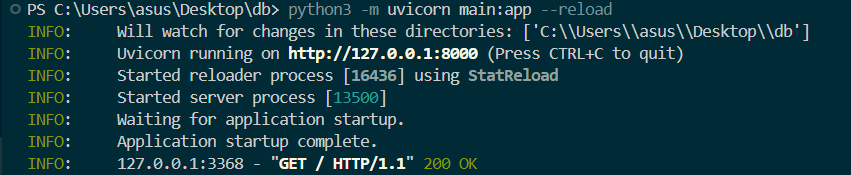 PS C:\Users\asus\Desktop\db> python3 -m uvicorn main:app --reload
INFO:     Will watch for changes in these directories: ['C:\\Users\\asus\\Desktop\\db']
INFO:     Uvicorn running on http://127.0.0.1:8000 (Press CTRL+C to quit)
INFO:     Started reloader process [16436] using StatReload
INFO:     Started server process [13500]
INFO:     Waiting for application startup.
INFO:     Application startup complete.
INFO:     127.0.0.1:3368 - "GET / HTTP/1.1" 200 OK